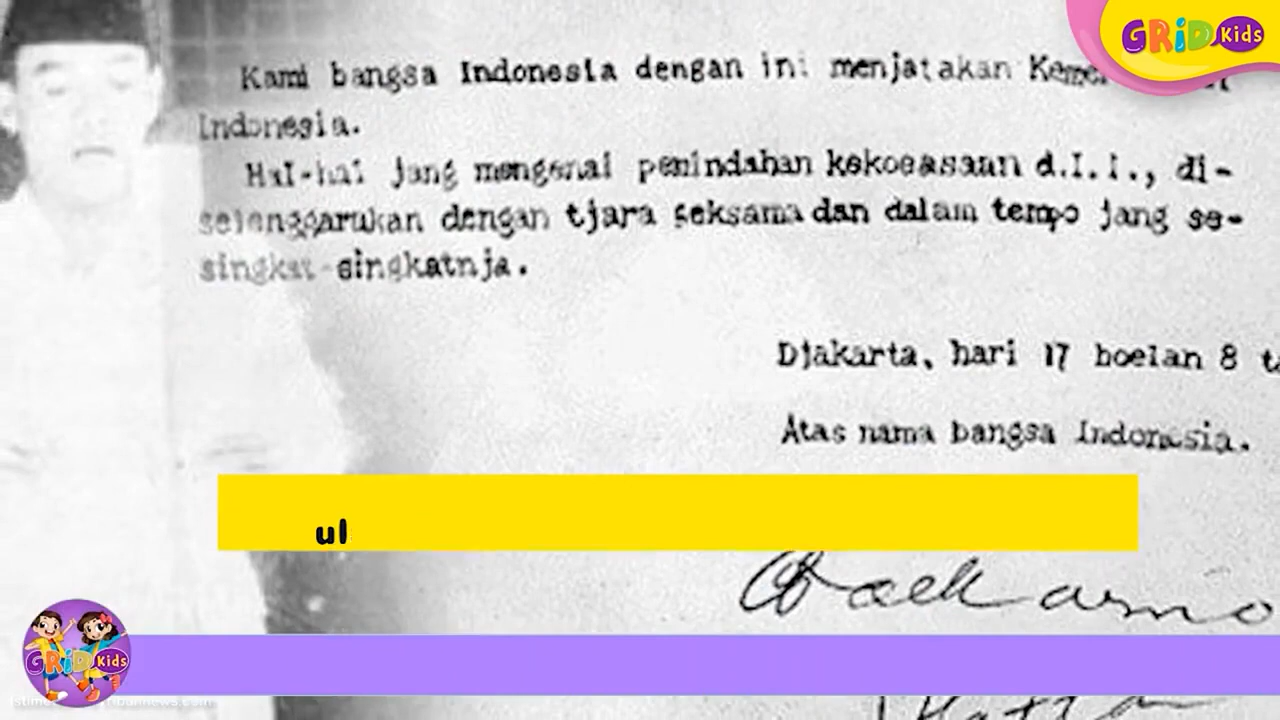 GRiD Kids
Kami bangsa Indonesia dengan ini menjatakan
Indonesia.
Hal-hal jang mengenai pemindahan kekoeasaan d.l.l., di-
selenggarakan dengan tjara seksama dan dalam tempo jang se-
singkat-singkatnja.
Djakarta, hari 17 boelan 8
Atas nama bangsa Indonesia.
ul
Soekarno
GRiD Kids
Hatta